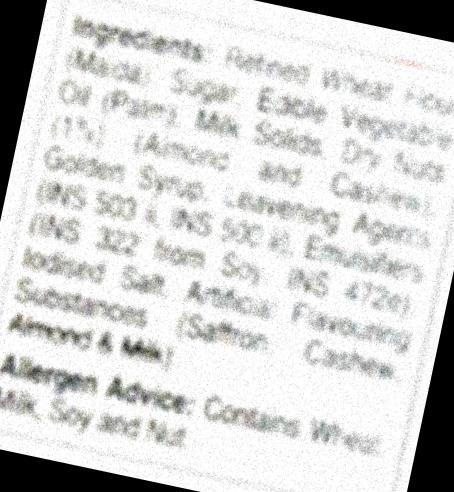 Ingredients: Refined Wheat Flour
(Maida) Sugar, Edible Vegetable
Oil (Palm), Milk Solids, Dry Nuts
(1%) (Almond and Cashew),
Golden Syrup, Leavening Agents
(INS 503 & INS 500 ii), Emulsifiers
(INS 322 from Soy, INS 472e),
Iodised Salt, Artificial Flavouring
Substances (Saffron, Cashew,
Almond & Milk)
Allergen Advice: Contains Wheat,
Milk, Soy and Nut